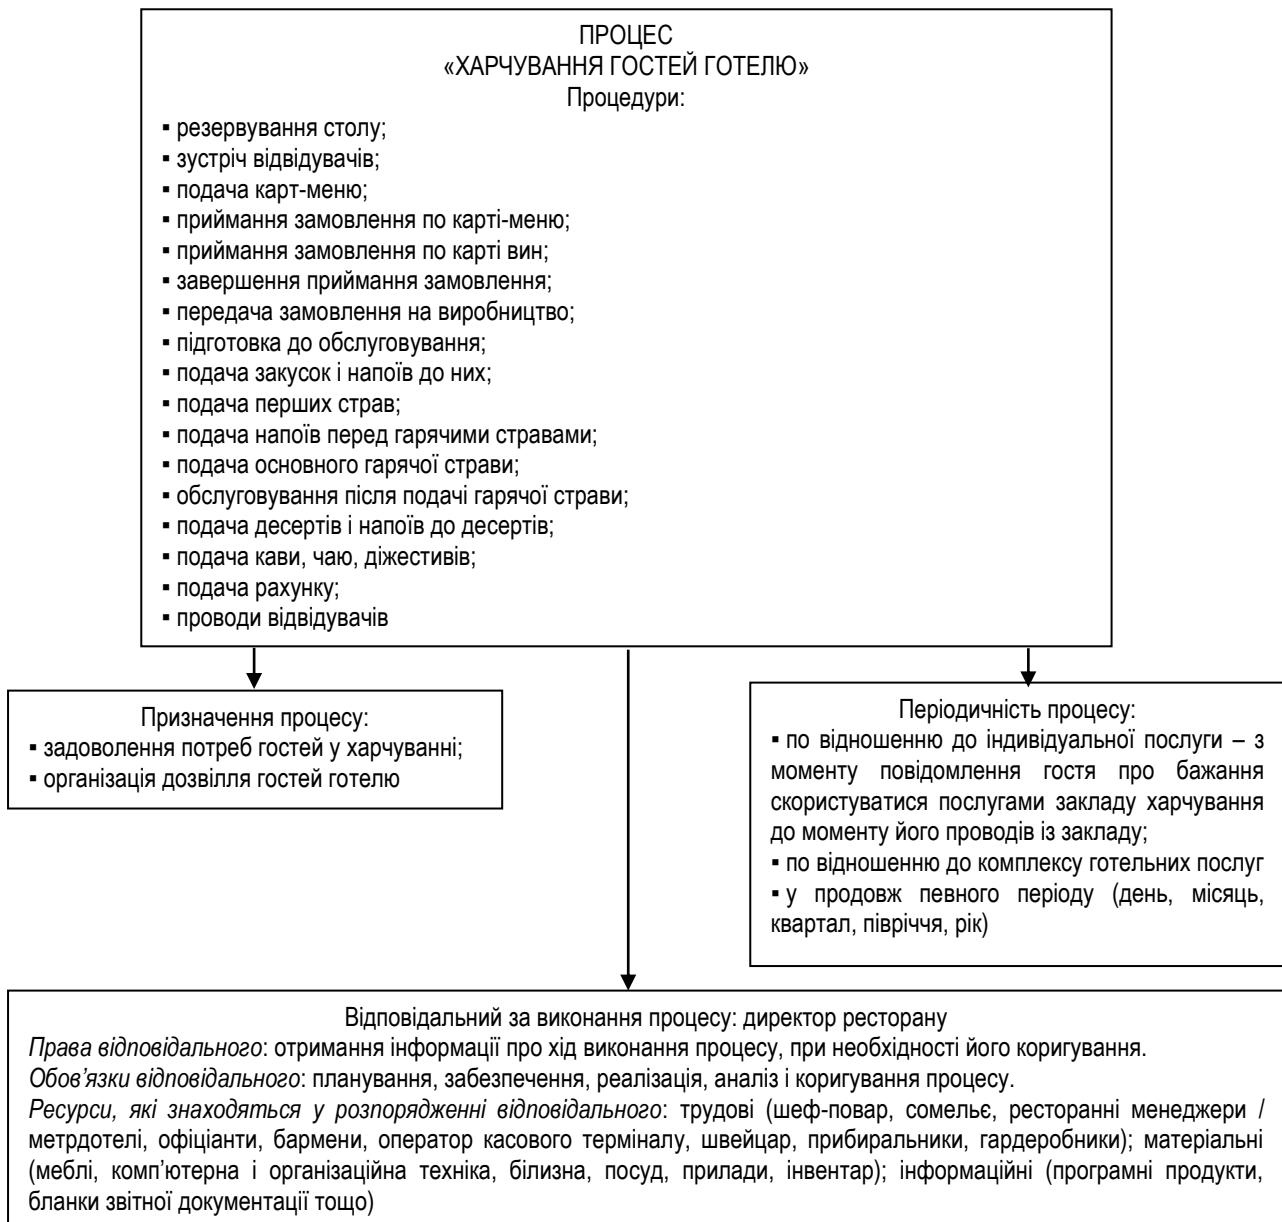 ПРОЦЕС
«ХАРЧУВАННЯ ГОСТЕЙ ГОТЕЛЮ»
Процедури:
▪ резервування столу;
▪ зустріч відвідувачів;
▪ подача карт-меню;
▪ приймання замовлення по карті-меню;
▪ приймання замовлення по карті вин;
▪ завершення приймання замовлення;
▪ передача замовлення на виробництво;
▪ підготовка до обслуговування;
▪ подача закусок і напоїв до них;
▪ подача перших страв;
▪ подача напоїв перед гарячими стравами;
▪ подача основного гарячої страви;
▪ обслуговування після подачі гарячої страви;
▪ подача десертів і напоїв до десертів;
▪ подача кави, чаю, діжестивів;
▪ подача рахунку;
▪ проводи відвідувачів
Призначення процесу:
▪ задоволення потреб гостей у харчуванні;
▪ організація дозвілля гостей готелю
Періодичність процесу:
▪ по відношенню до індивідуальної послуги – з
моменту повідомлення гостя про бажання
скористуватися послугами закладу харчування
до моменту його проводів із закладу;
▪ по відношенню до комплексу готельних послуг
▪ у продовж певного періоду (день, місяць,
квартал, півріччя, рік)
Відповідальний за виконання процесу: директор ресторану
Права відповідального: отримання інформації про хід виконання процесу, при необхідності його коригування.
Обов'язки відповідального: планування, забезпечення, реалізація, аналіз і коригування процесу.
Ресурси, які знаходяться у розпорядженні відповідального: трудові (шеф-повар, сомельє, ресторанні менеджери /
метрдотелі, офіціанти, бармени, оператор касового терміналу, швейцар, прибиральники, гардеробники); матеріальні
(меблі, комп'ютерна і організаційна техніка, білизна, посуд, прилади, інвентар); інформаційні (програмні продукти,
бланки звітної документації тощо)